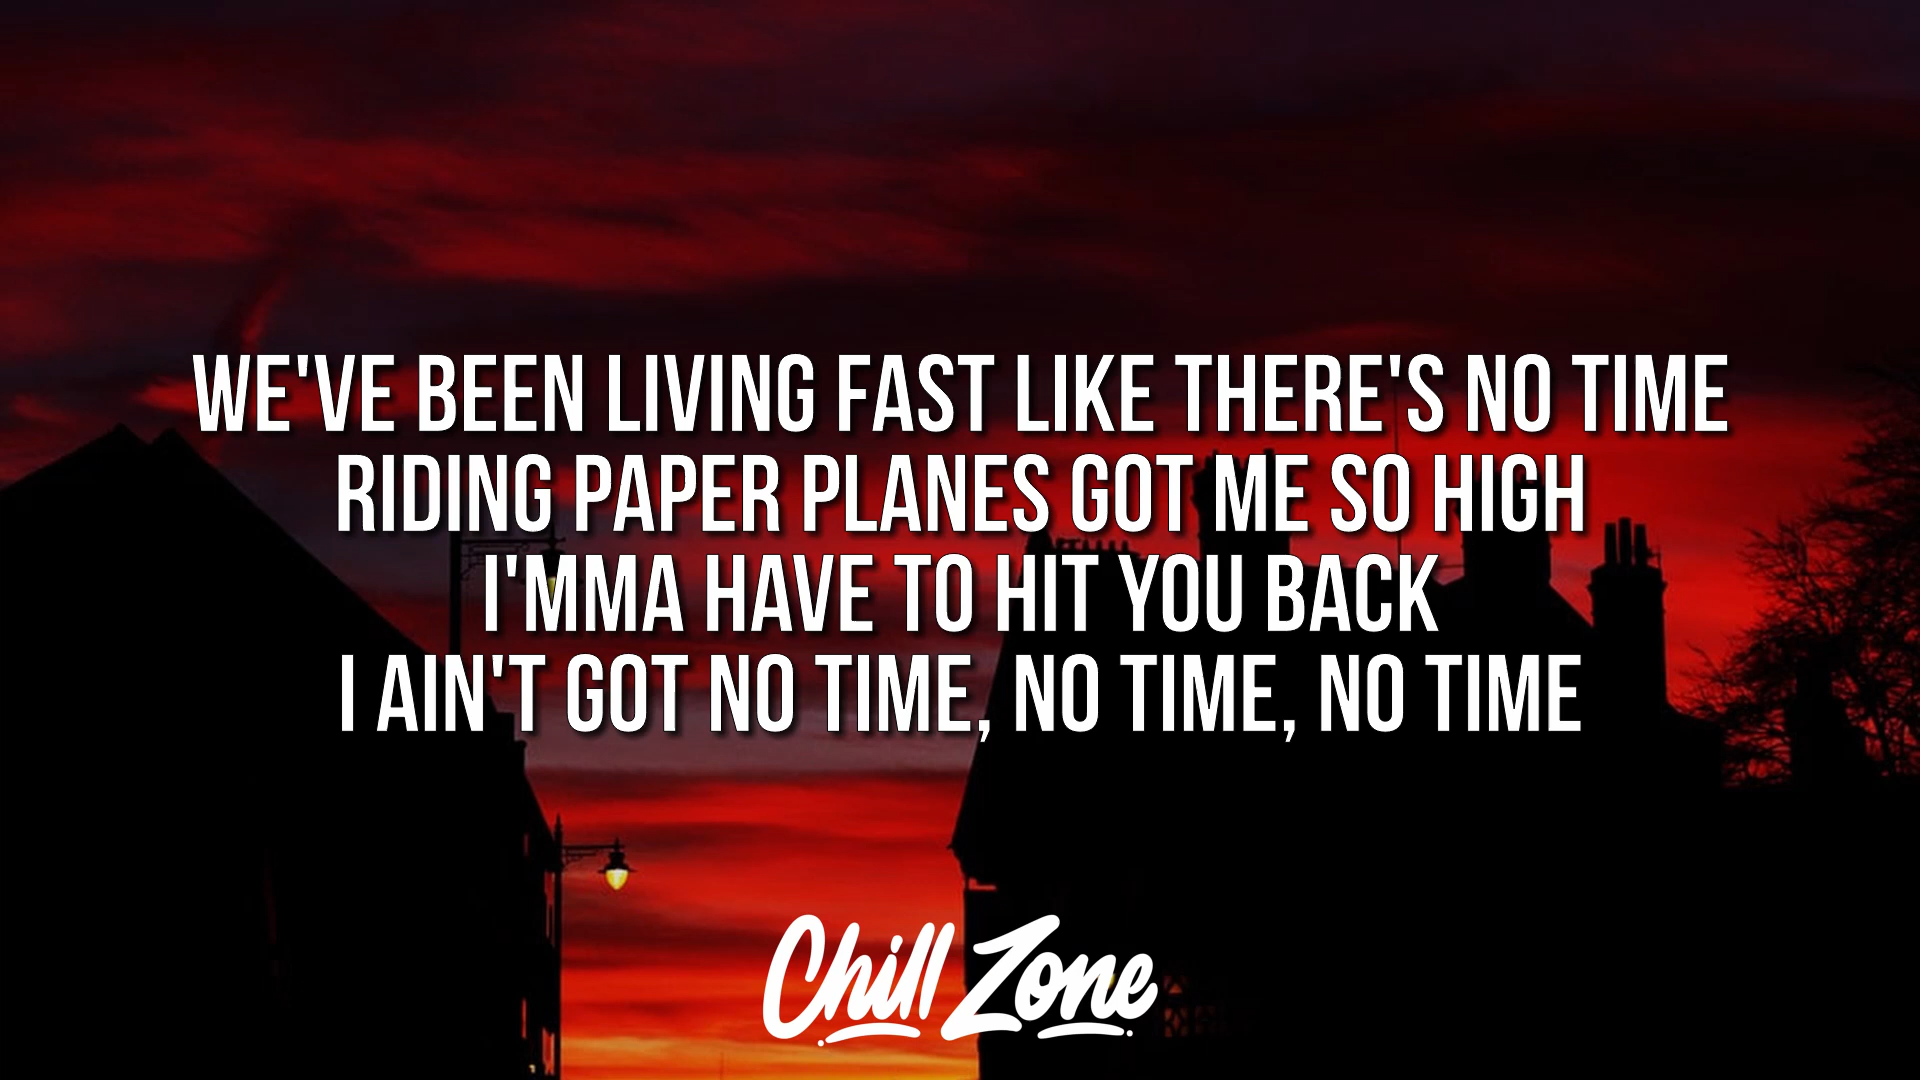 WE'VE BEEN LIVING FAST LIKE THERE'S NO TIME
RIDING PAPER PLANES GOT ME SO HIGH
I'MMA HAVE TO HIT YOU BACK
I AIN'T GOT NO TIME, NO TIME, NO TIME
Chill Zone